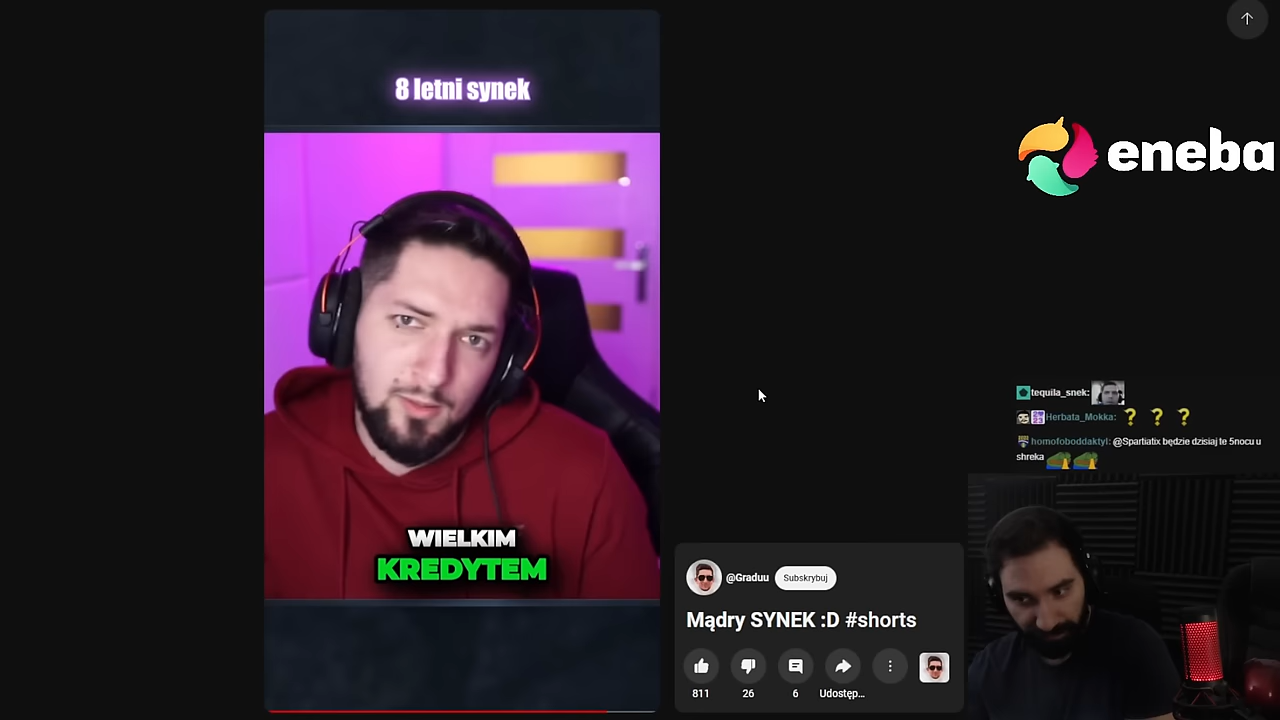 8 letni synek
WIELKIM
KREDYTEM
eneba
tequila_snek:
Herbata_Mokka: ? ? ?
homofoboddaktyl: @Spartiatix będzie dzisiaj te 5nocu u
shreka
@Graduu
Subskrybuj
Mądry SYNEK :D #shorts
811
26
6
Udostęp...